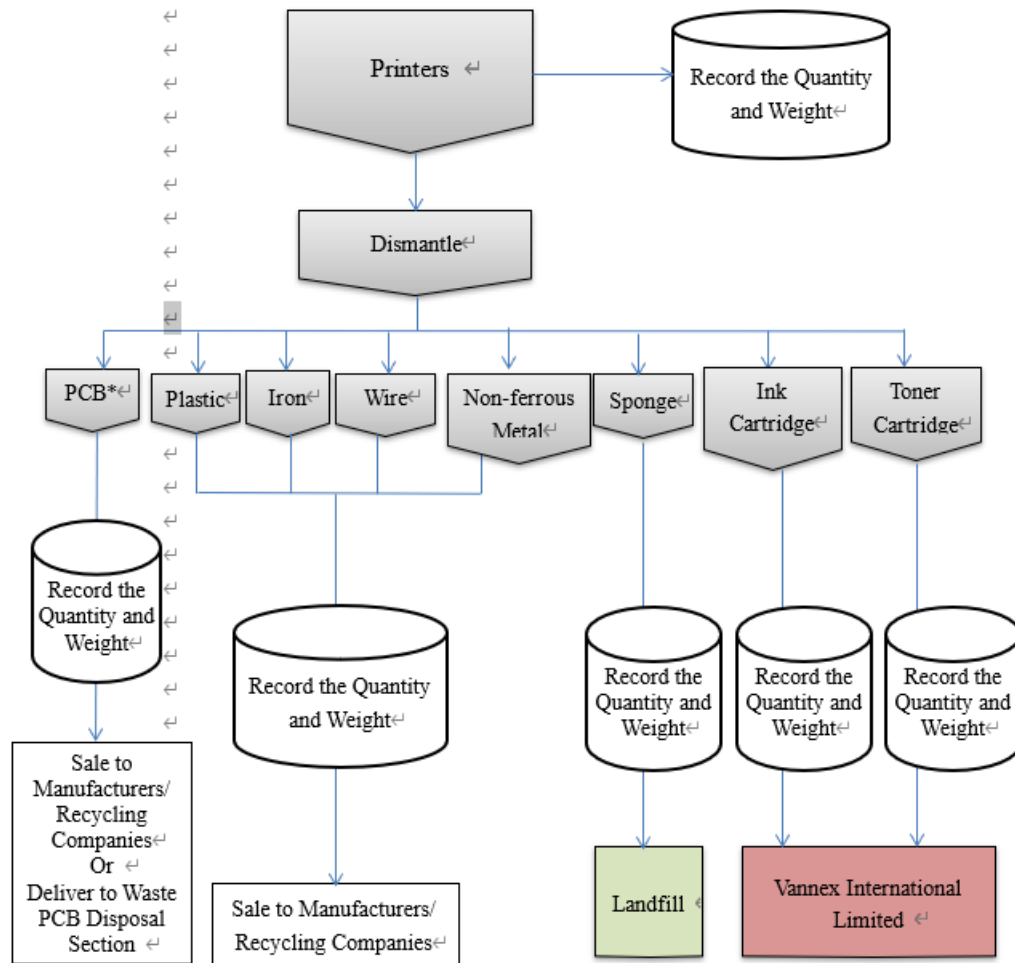 Printers
Record the Quantity
and Weight
Dismantle
PCB*
Plastic
Iron
Wire
Non-ferrous
Metal
Sponge
Ink
Cartridge
Toner
Cartridge
Record the
Quantity and
Weight
Record the Quantity
and Weight
Record the
Quantity and
Weight
Record the
Quantity and
Weight
Record the
Quantity and
Weight
Sale to
Manufacturers/
Recycling
Companies
Or
Deliver to Waste
PCB Disposal
Section
Sale to Manufacturers/
Recycling Companies
Landfill
Vannex International
Limited